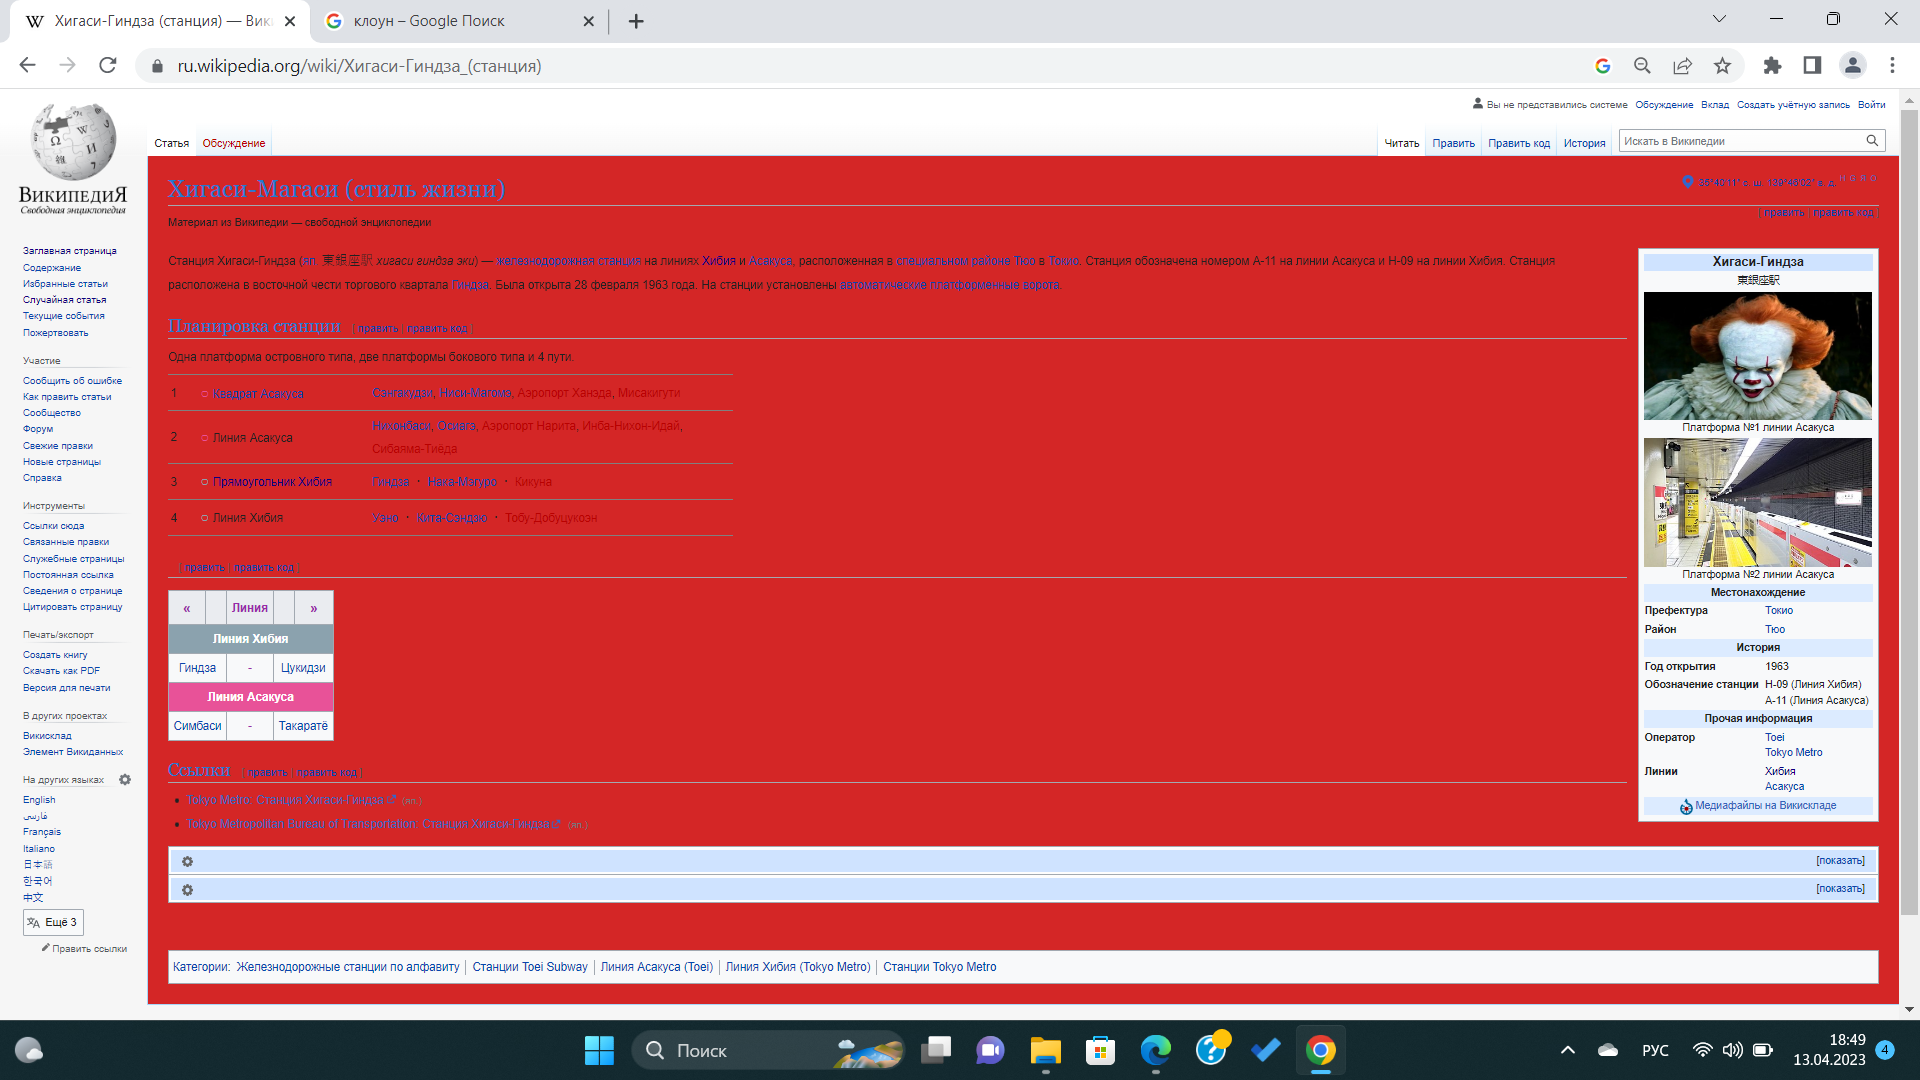 Хигаси-Гиндза (станция) — Вик
клоун – Google Поиск
ru.wikipedia.org/wiki/Хигаси-Гиндза_(станция)
Вы не представились системе Обсуждение Вклад Создать учётную запись Войти
Статья Обсуждение Читать Править Править код История Искать в Википедии
ВикипедиЯ
Свободная энциклопедия
Заглавная страница
Содержание
Избранные статьи
Случайная статья
Текущие события
Пожертвовать
Участие
Сообщить об ошибке
Как править статьи
Сообщество
Форум
Свежие правки
Новые страницы
Справка
Инструменты
Ссылки сюда
Связанные правки
Служебные страницы
Постоянная ссылка
Сведения о странице
Цитировать страницу
Печать/экспорт
Создать книгу
Скачать как PDF
Версия для печати
В других проектах
Викисклад
Элемент Викиданных
На других языках
English
فارسی
Français
Italiano
日本語
한국어
中文
Ещё 3
Править ссылки
Хигаси-Магаси (стиль жизни)
35°40′11″ с. ш. 139°46′02″ в. д. H G Я O
[ править | править код ]
Материал из Википедии — свободной энциклопедии
Станция Хигаси-Гиндза (яп. 東銀座駅 хигаси гиндза эки) — железнодорожная станция на линиях Хибия и Асакуса, расположенная в специальном районе Тюо в Токио. Станция обозначена номером A-11 на линии Асакуса и H-09 на линии Хибия. Станция
расположена в восточной чести торгового квартала Гиндза. Была открыта 28 февраля 1963 года. На станции установлены автоматические платформенные ворота.
Планировка станции [ править | править код ]
Одна платформа островного типа, две платформы бокового типа и 4 пути.
1 ○ Квадрат Асакуса Сэнгакудзи, Ниси-Магомэ, Аэропорт Ханэда, Мисакигути
2 ○ Линия Асакуса Нихонбаси, Осиагэ, Аэропорт Нарита, Инба-Нихон-Идай,
Сибаяма-Тиёда
3 ○ Прямоугольник Хибия Гиндза · Нака-Магуро · Кикуна
4 ○ Линия Хибия Уэно · Кита-Сэндзю · Тобу-Добуцукоэн
[ править | править код ]
« Линия »
Линия Хибия
Гиндза - Цукидзи
Линия Асакуса
Симбаси - Такаратё
Ссылки [ править | править код ]
Tokyo Metro: Станция Хигаси-Гиндза (яп.)
Tokyo Metropolitan Bureau of Transportation: Станция Хигаси-Гиндза (яп.)
[показать]
[показать]
Категории: Железнодорожные станции по алфавиту | Станции Toei Subway | Линия Асакуса (Toei) | Линия Хибия (Tokyo Metro) | Станции Tokyo Metro
Хигаси-Гиндза
東銀座駅
Платформа №1 линии Асакуса
Платформа №2 линии Асакуса
Местонахождение
Префектура Токио
Район Тюо
История
Год открытия 1963
Обозначение станции H-09 (Линия Хибия)
A-11 (Линия Асакуса)
Прочая информация
Оператор Toei
Tokyo Metro
Линии Хибия
Асакуса
Медиафайлы на Викискладе
Поиск
РУС
18:49
13.04.2023
4